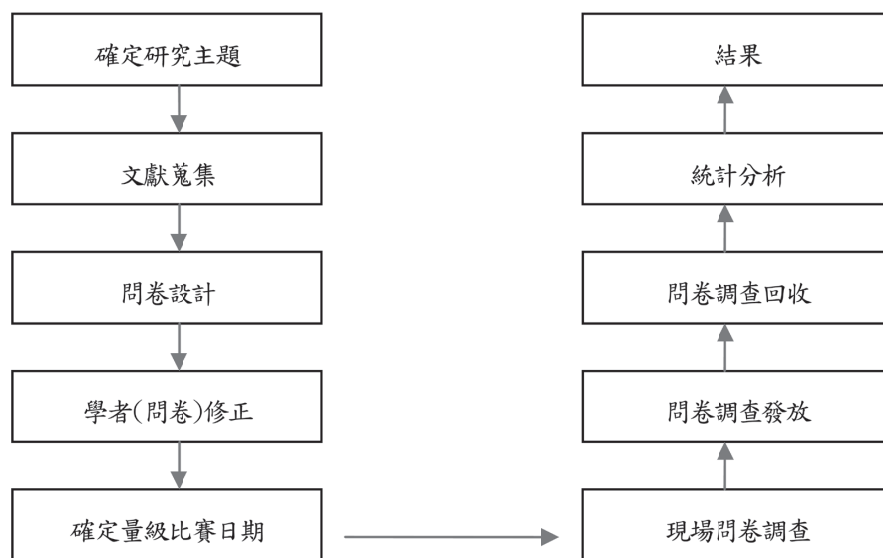 確定研究主題
文獻蒐集
問卷設計
學者(問卷)修正
確定量級比賽日期
現場問卷調查
問卷調查發放
問卷調查回收
統計分析
結果